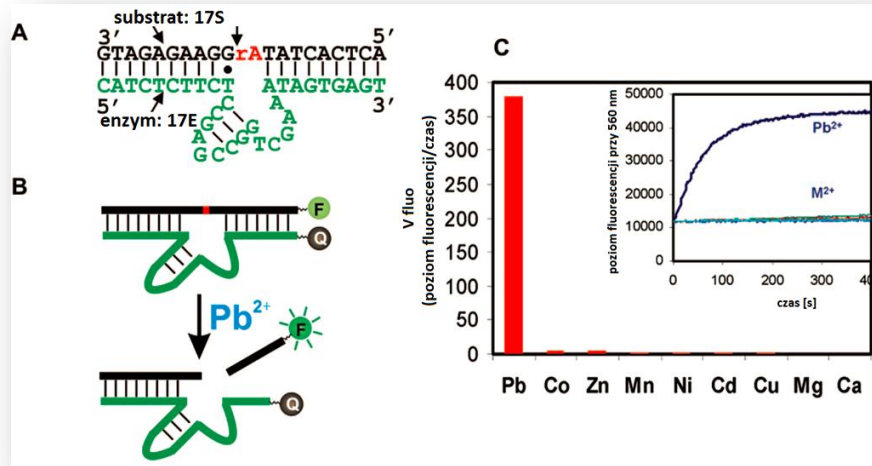 A
substrat: 17S
3'
5'
GTAGAGAAGGrATATCACTCA
CATCTCTTCT
ATAGTGAGT
5'
3'
enzym: 17E
B
F
Q
Pb2+
F
Q
C
V fluo
(poziom fluorescencji/czas)
400
350
300
250
200
150
100
50
0
Pb Co Zn Mn Ni Cd Cu Mg Ca
poziom fluorescencji przy 560 nm
50000
40000
30000
20000
10000
0
Pb2+
M2+
0 100 200 300 40
czas [s]